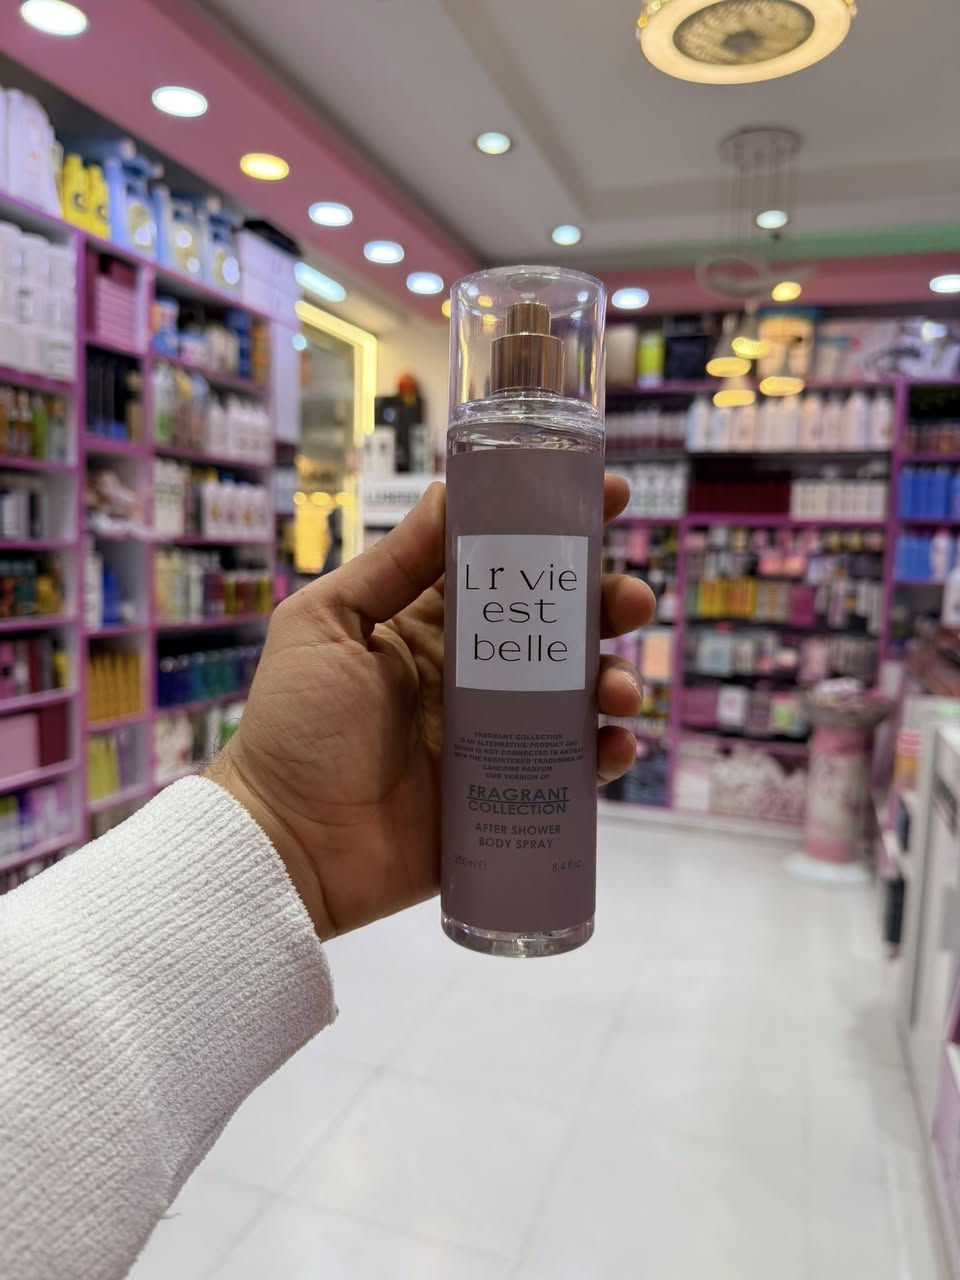 Lr vie
est
belle
FRAGRANT COLLECTION
IS AN ALTERNATIVE PRODUCT AND
DESIGN IS NOT CONNECTED IN ANYWAY
WITH THE REGISTERED TRADEMARK OF
LANCOME PARFUM
OUR VERSION OF
FRAGRANT
COLLECTION
AFTER SHOWER
BODY SPRAY
250ml ℮ 8.4 fl oz